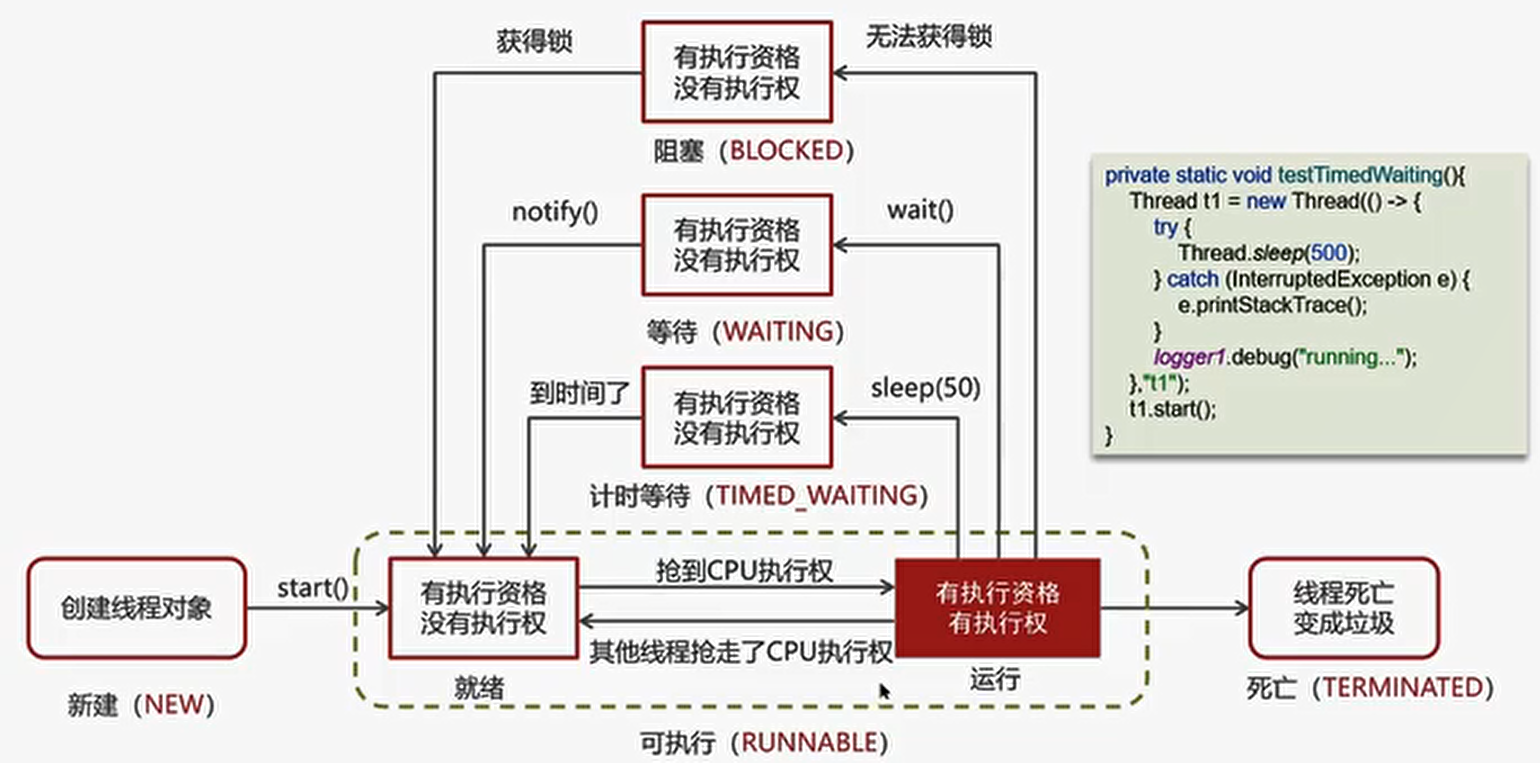 获得锁
有执行资格
没有执行权
无法获得锁
阻塞（BLOCKED）
notify()
有执行资格
没有执行权
wait()
等待（WAITING）
到时间了
有执行资格
没有执行权
sleep(50)
计时等待（TIMED_WAITING）
private static void testTimedWaiting(){
Thread t1 = new Thread(() -> {
try {
Thread.sleep(500);
} catch (InterruptedException e) {
e.printStackTrace();
}
logger1.debug("running...");
},"t1");
t1.start();
}
创建线程对象
新建（NEW）
start()
有执行资格
没有执行权
就绪
抢到CPU执行权
其他线程抢走了CPU执行权
有执行资格
有执行权
运行
可执行（RUNNABLE）
线程死亡
变成垃圾
死亡（TERMINATED）